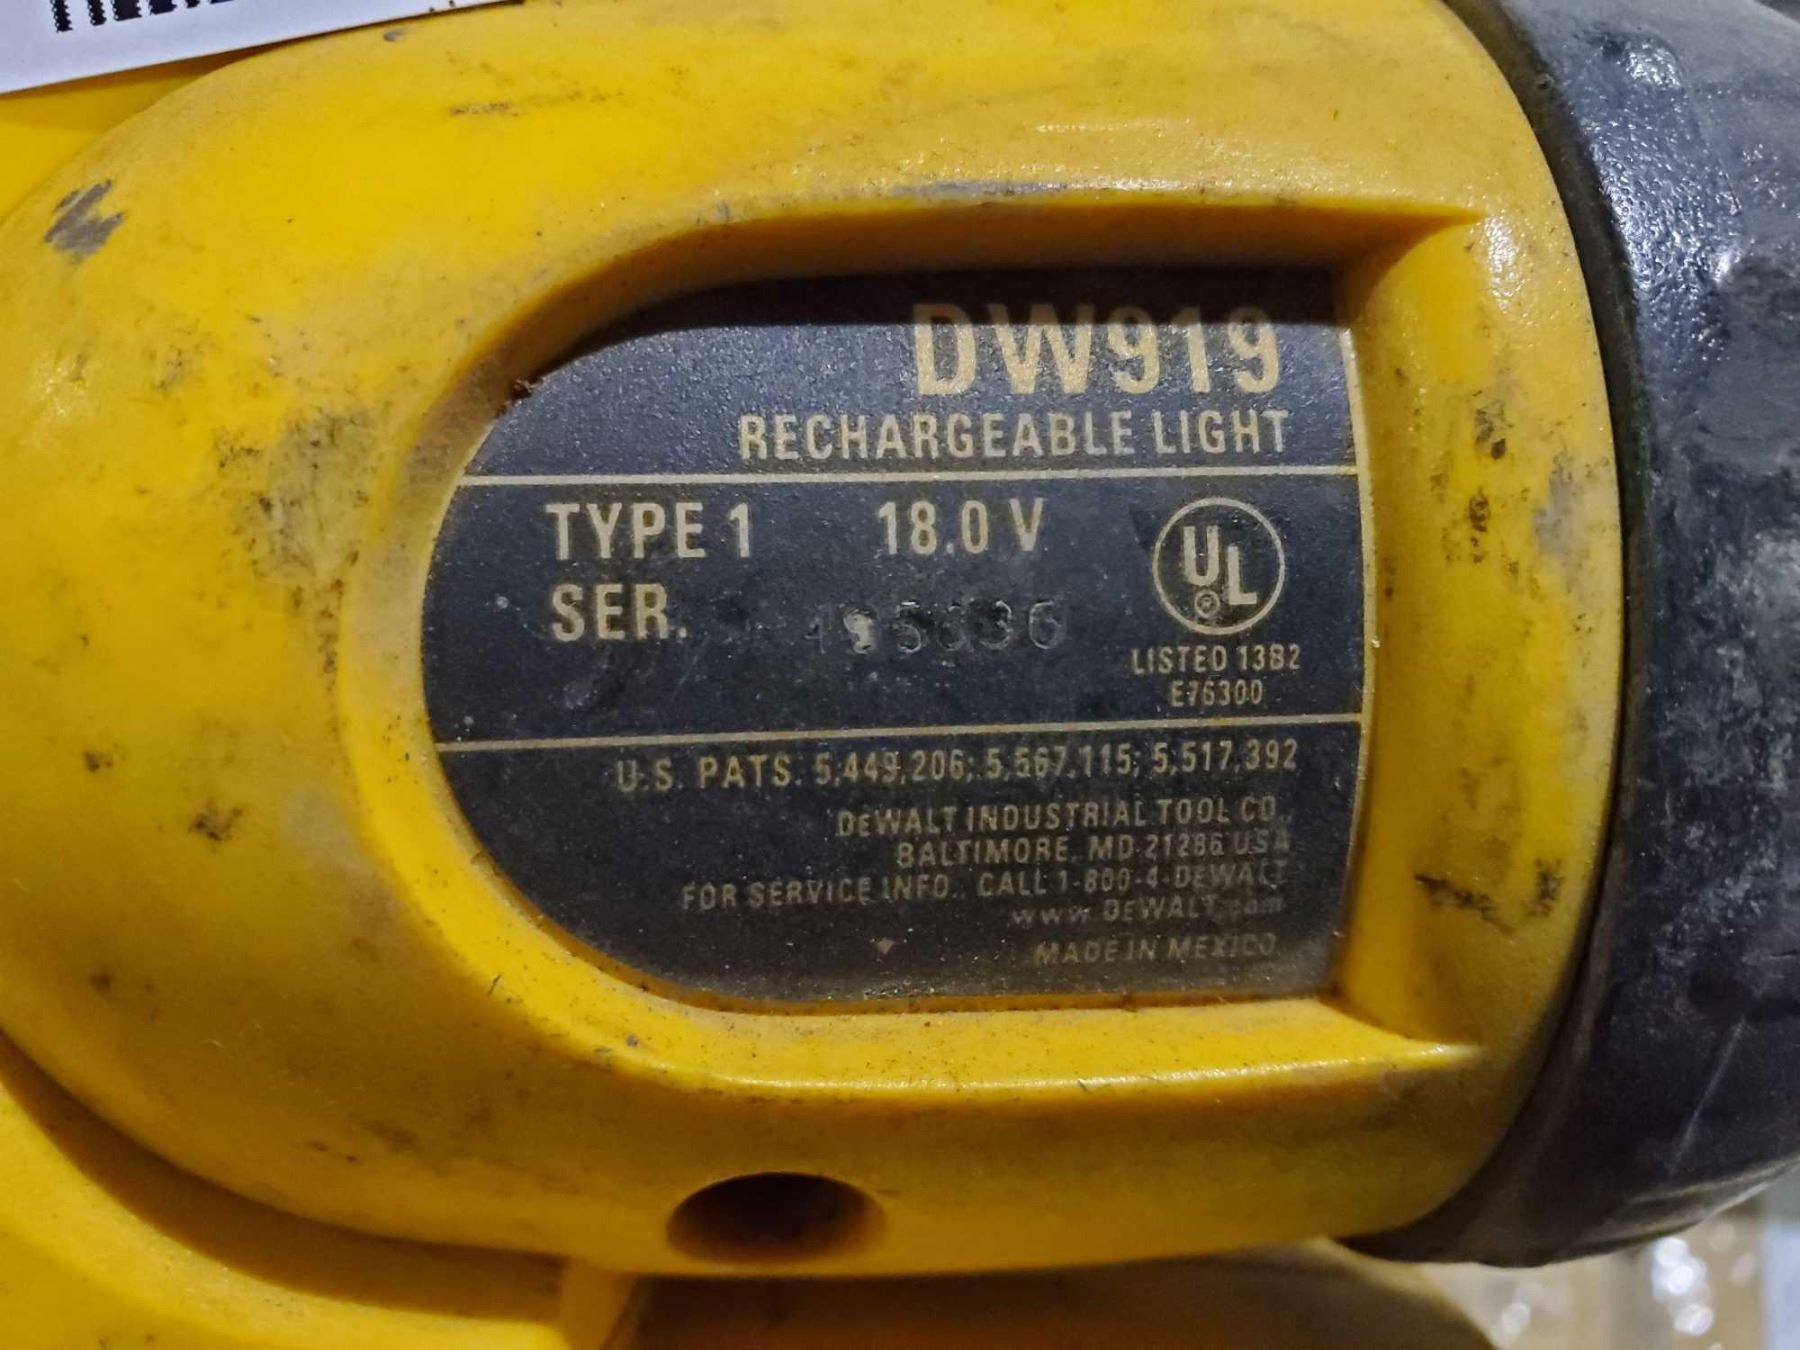 DW919
RECHARGEABLE LIGHT
TYPE 1 18.0 V
SER.
UL
®
LISTED 13B2
E76300
U.S. PATS. 5,449,206; 5,567,115; 5,517,392
DEWALT INDUSTRIAL TOOL CO.,
BALTIMORE, MD 21286 USA
FOR SERVICE INFO., CALL 1-800-4-DEWALT
www.DEWALT.com
MADE IN MEXICO